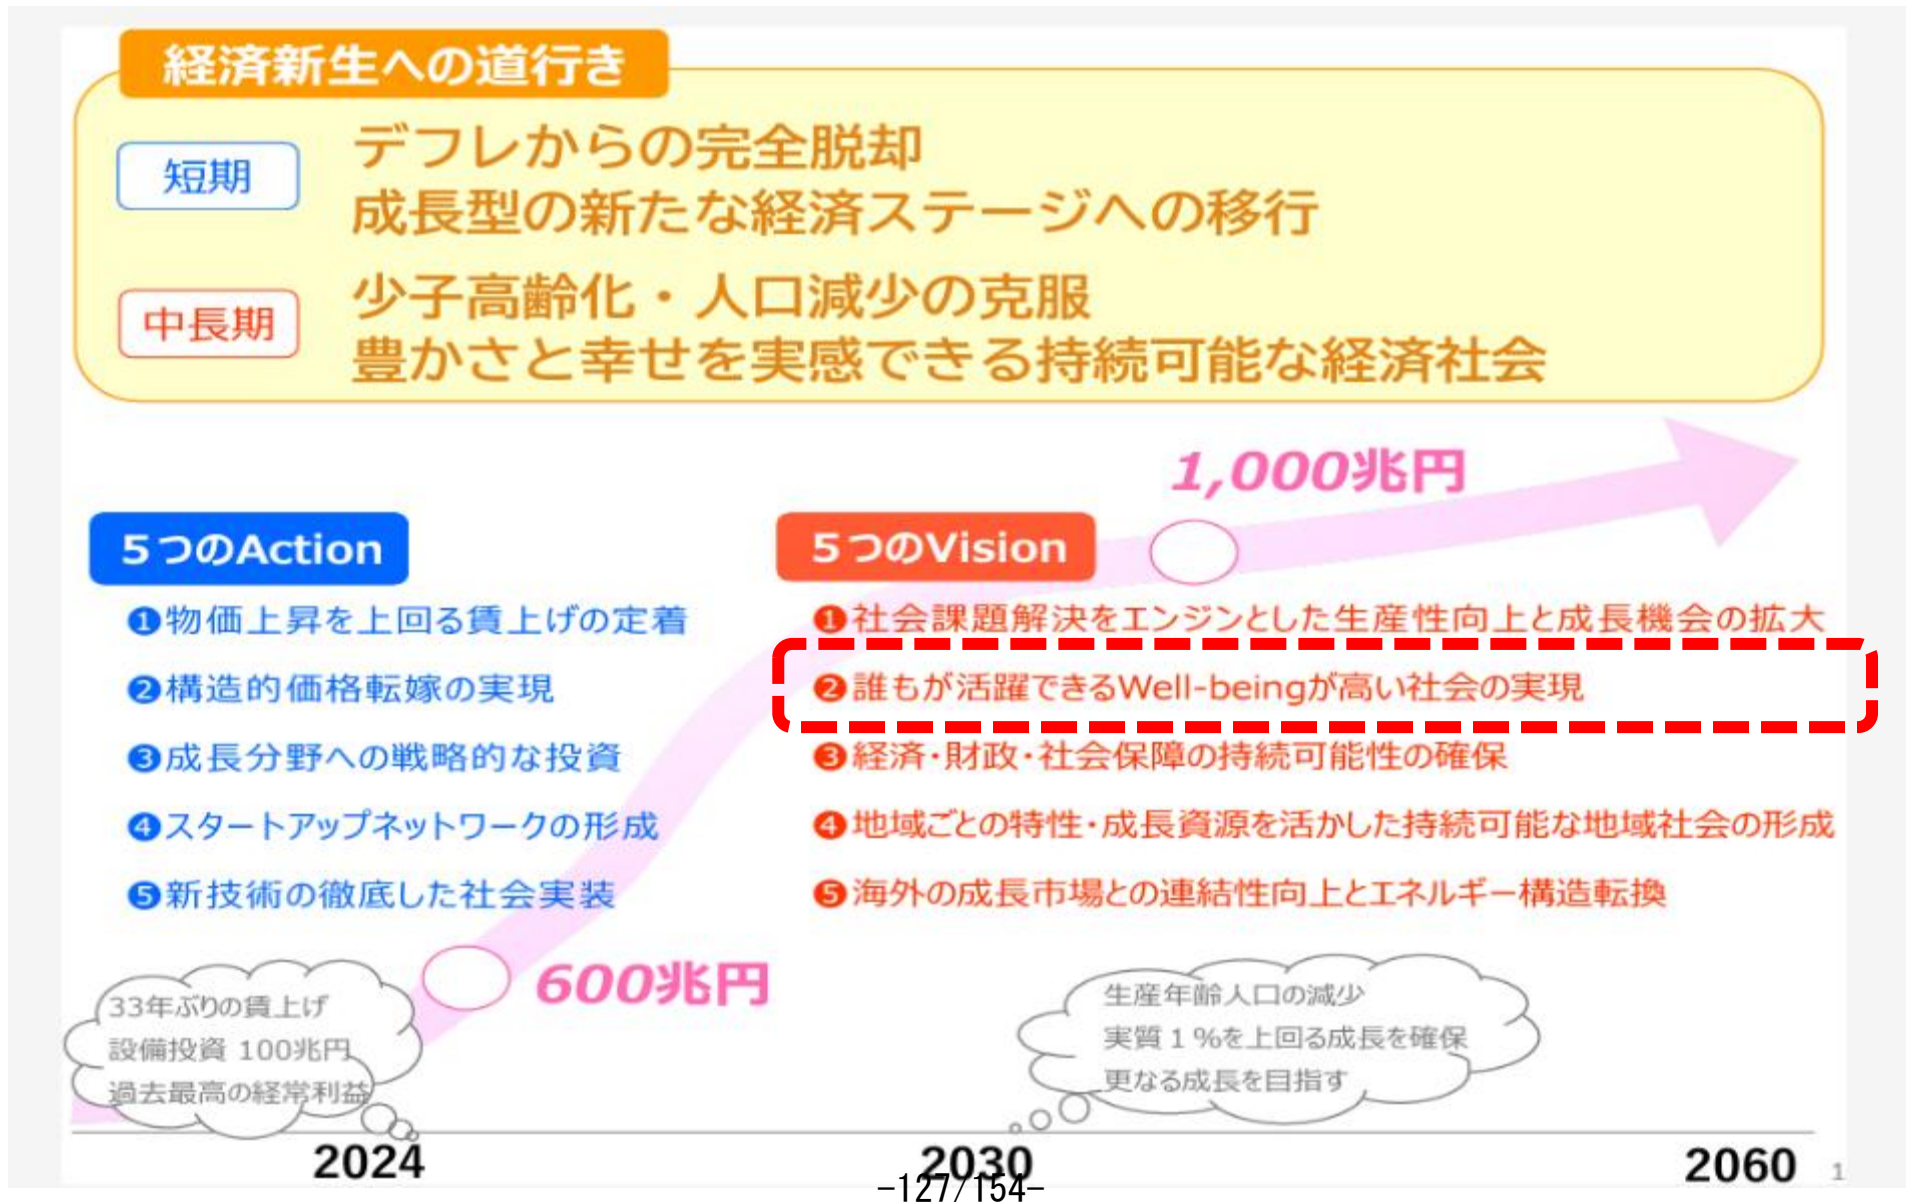 経済新生への道行き
短期
デフレからの完全脱却
成長型の新たな経済ステージへの移行
中長期
少子高齢化・人口減少の克服
豊かさと幸せを実感できる持続可能な経済社会
1,000兆円
5つのAction
❶物価上昇を上回る賃上げの定着
❷構造的価格転嫁の実現
❸成長分野への戦略的な投資
❹スタートアップネットワークの形成
❺新技術の徹底した社会実装
5つのVision
❶社会課題解決をエンジンとした生産性向上と成長機会の拡大
❷誰もが活躍できるWell-beingが高い社会の実現
❸経済・財政・社会保障の持続可能性の確保
❹地域ごとの特性・成長資源を活かした持続可能な地域社会の形成
❺海外の成長市場との連結性向上とエネルギー構造転換
600兆円
33年ぶりの賃上げ
設備投資 100兆円
過去最高の経常利益
生産年齢人口の減少
実質1%を上回る成長を確保
更なる成長を目指す
2024
2030
2060
1
-127/154-